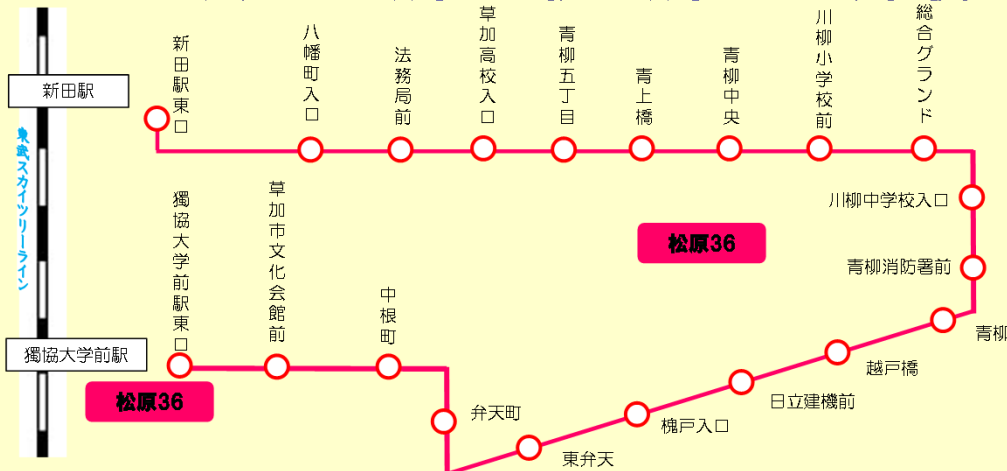 新田駅
東武スカイツリーライン
獨協大学前駅
新田駅東口
八幡町入口
法務局前
草加高校入口
青柳五丁目
青上橋
青柳中央
川柳小学校前
総合グランド
川柳中学校入口
青柳消防署前
青柳
越戸橋
日立建機前
槐戸入口
東弁天
弁天町
中根町
草加市文化会館前
獨協大学前駅東口
松原36
松原36